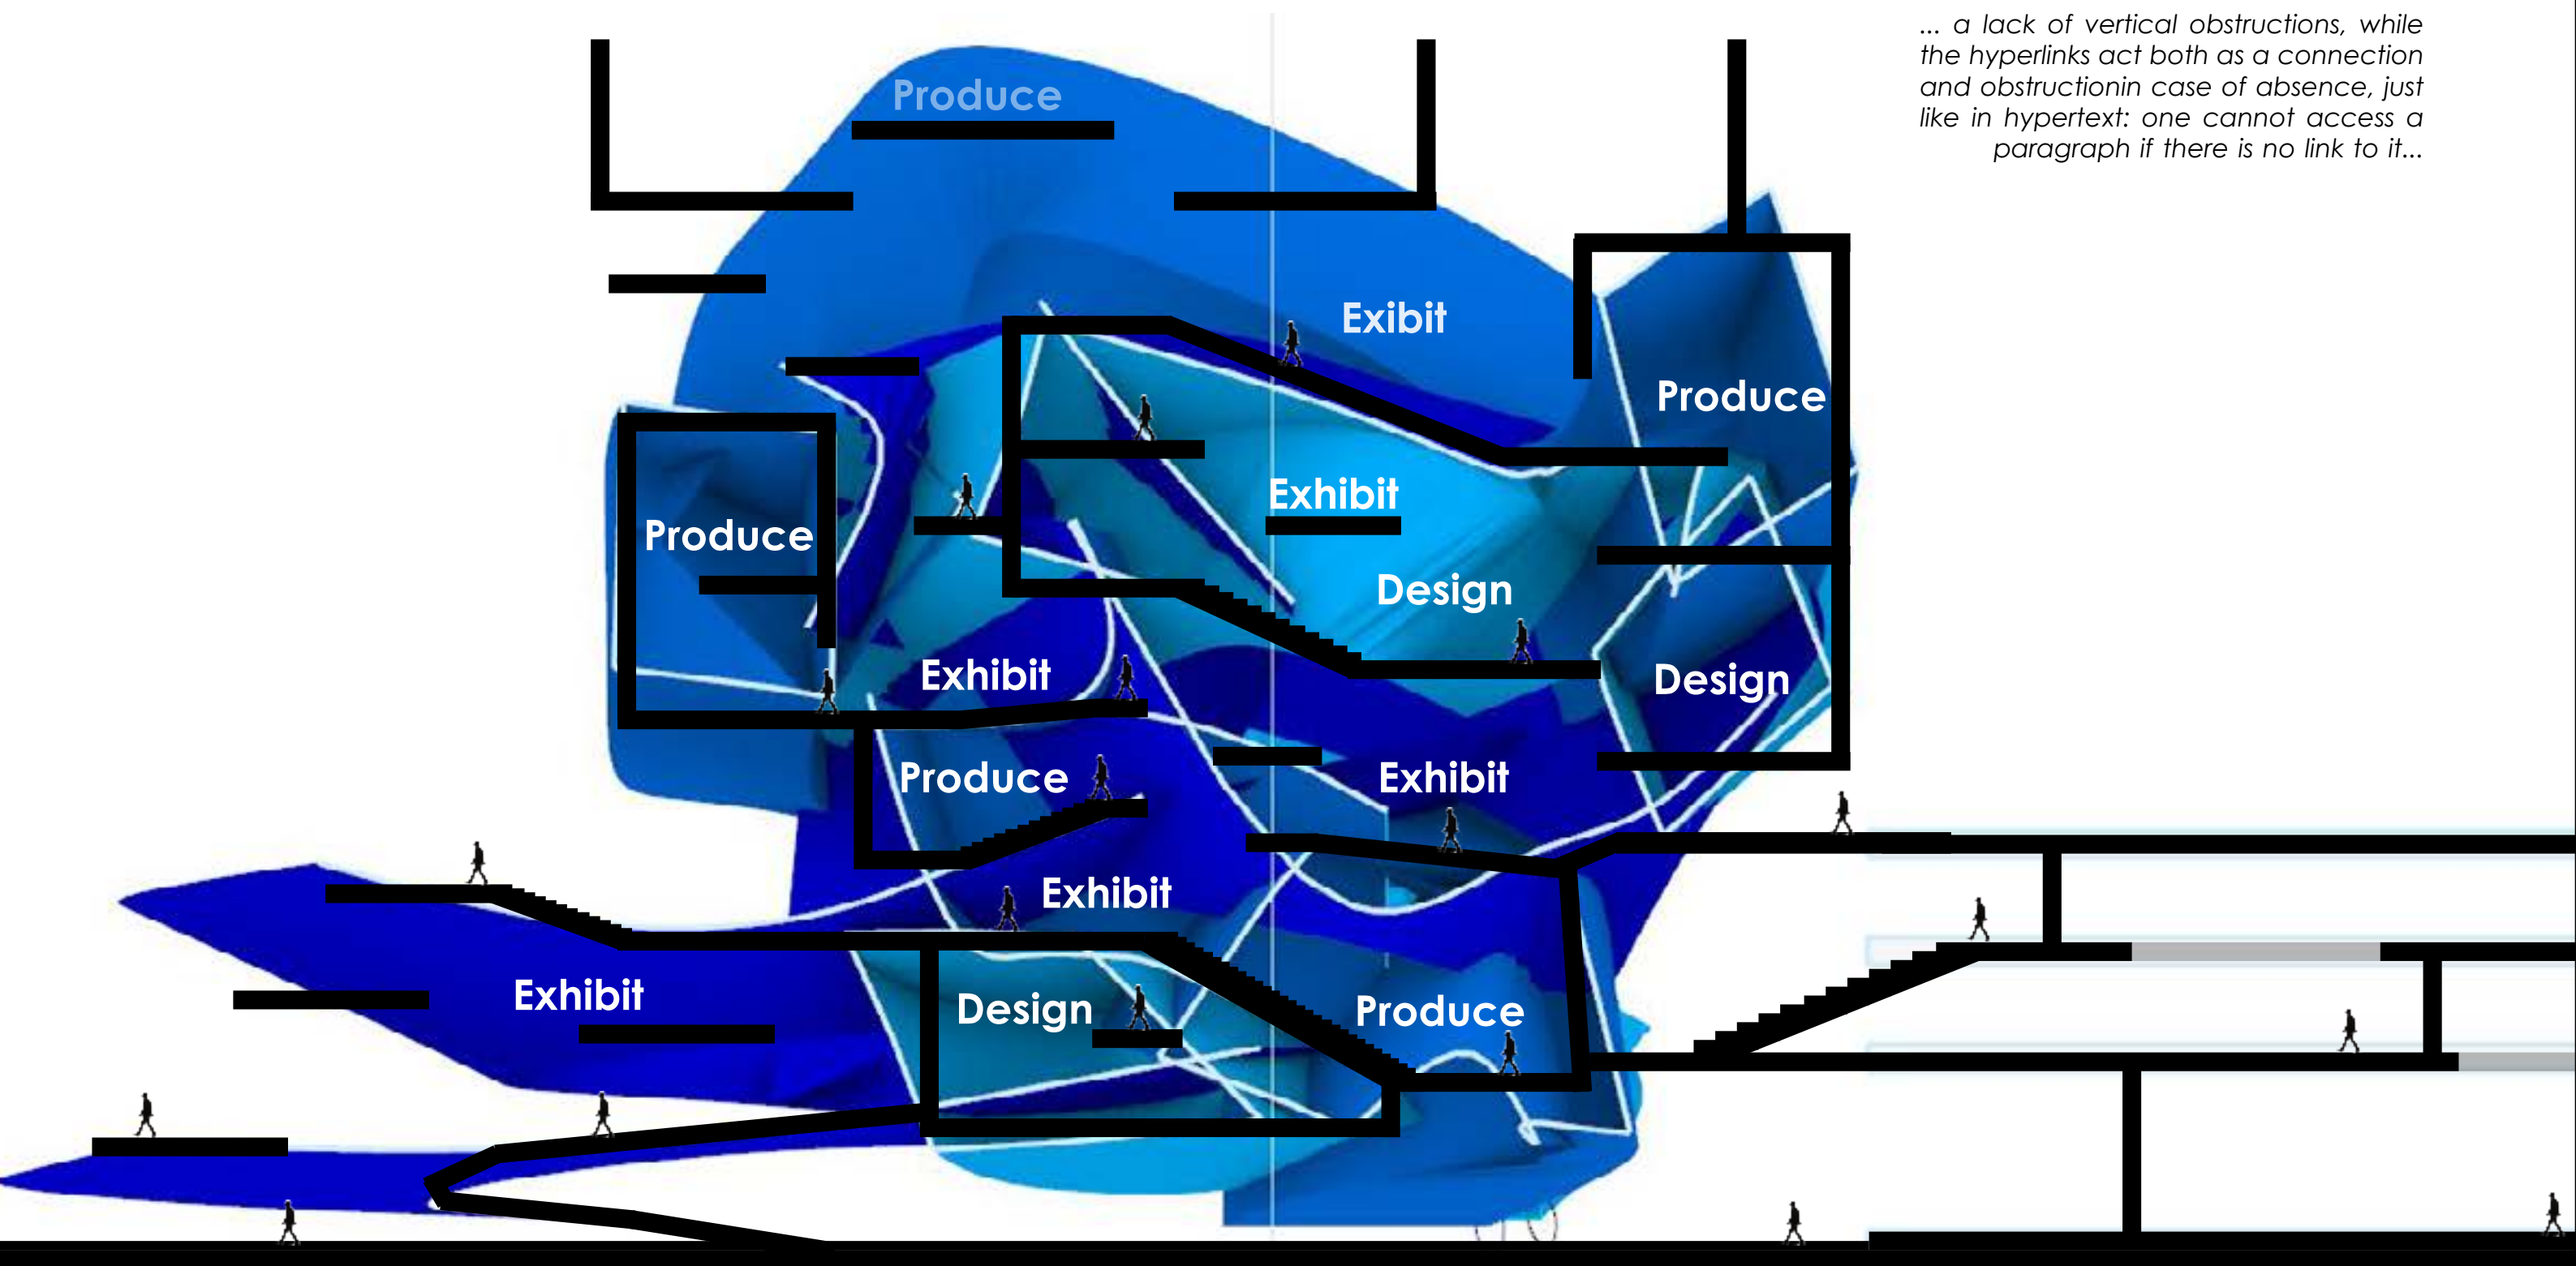 ... a lack of vertical obstructions, while
the hyperlinks act both as a connection
and obstructionin case of absence, just
like in hypertext: one cannot access a
paragraph if there is no link to it...
Produce
Exibit
Produce
Exhibit
Produce
Design
Exhibit
Design
Produce
Exhibit
Exhibit
Exhibit
Design
Produce